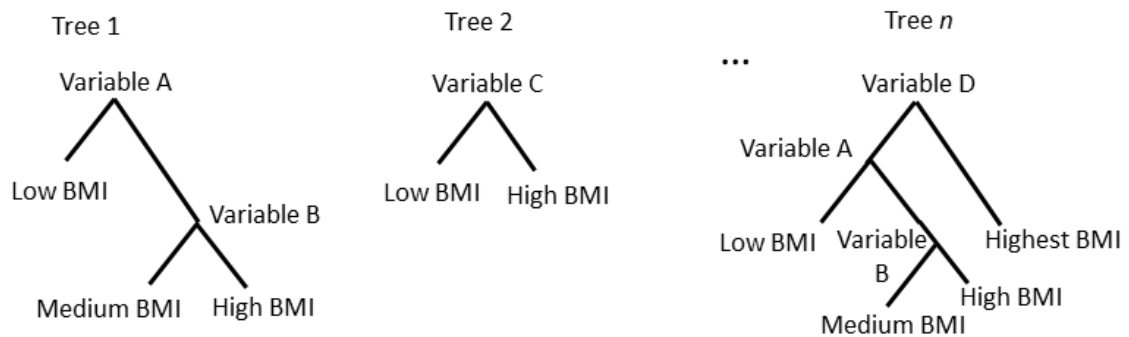 Tree 1
Variable A
Low BMI
Variable B
Medium BMI
High BMI
Tree 2
Variable C
Low BMI
High BMI
...
Tree n
Variable D
Variable A
Low BMI
Variable
B
Highest BMI
High BMI
Medium BMI